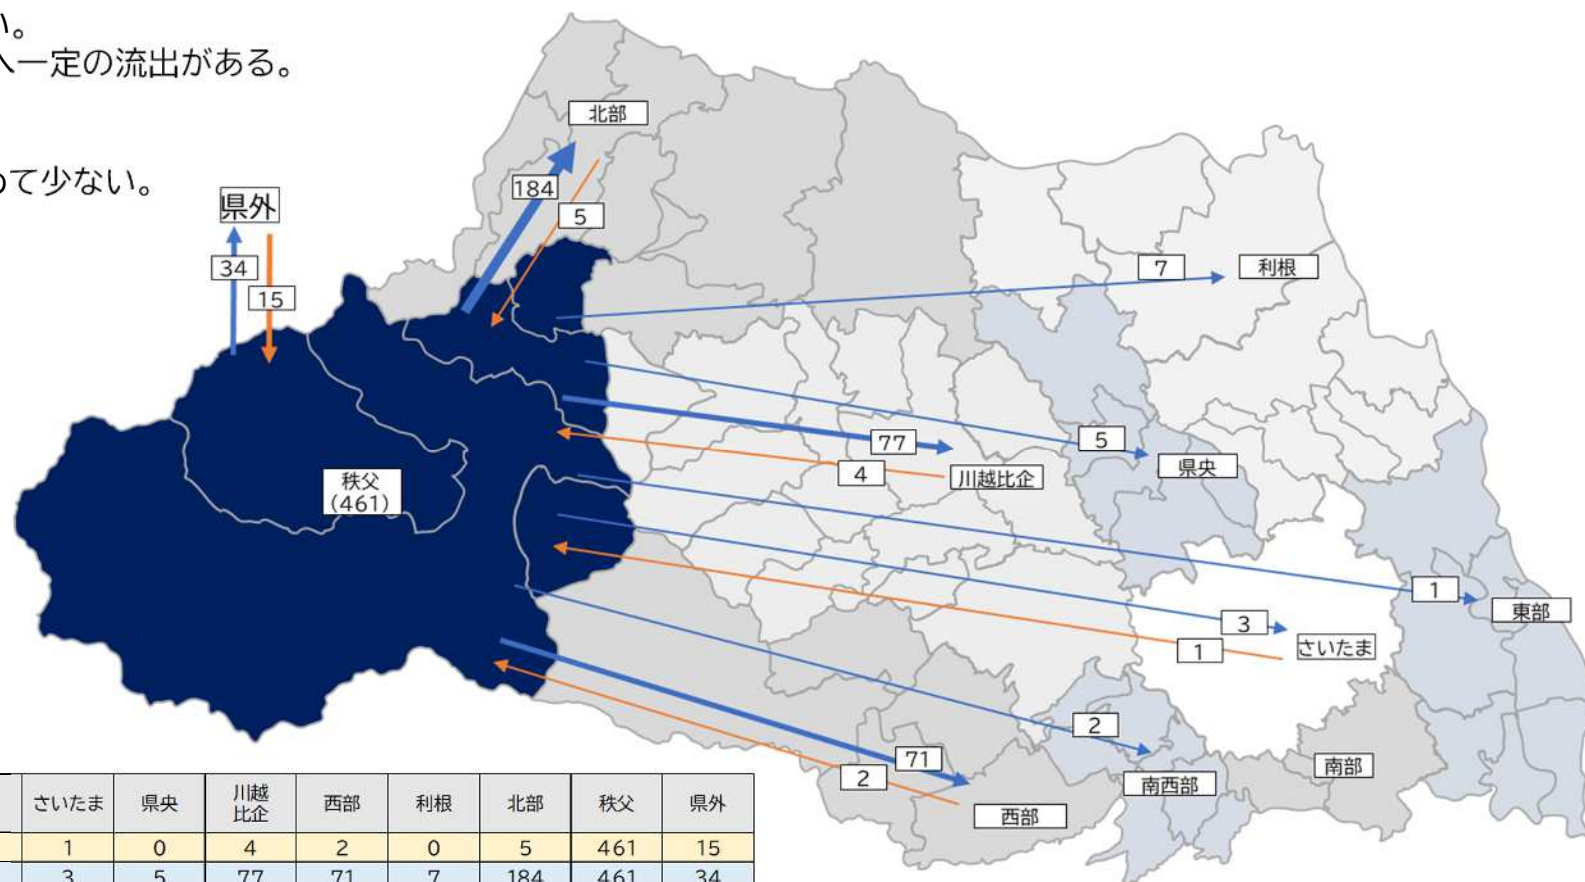 い。
へ一定の流出がある。
めて少ない。
県外
34
15
北部
184
5
7
利根
秩父
(461)
77
4
川越比企
5
県央
1
東部
3
1
さいたま
2
南西部
南部
71
2
西部
さいたま 県央 川越比企 西部 利根 北部 秩父 県外
1 0 4 2 0 5 461 15
3 5 77 71 7 184 461 34